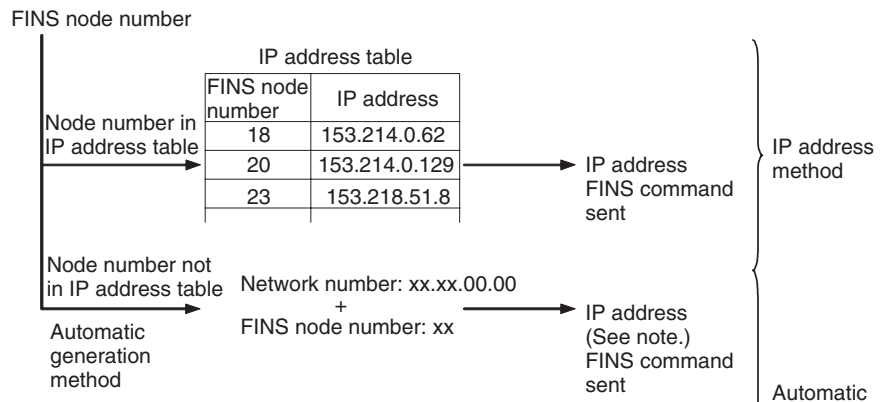 FINS node number
IP address table
FINS node number
IP address
18
153.214.0.62
20
153.214.0.129
23
153.218.51.8
Node number in
IP address table
IP address
FINS command
sent
IP address
method
Node number not
in IP address table
Automatic
generation
method
Network number: xx.xx.00.00
+
FINS node number: xx
IP address
(See note.)
FINS command
sent
Automatic